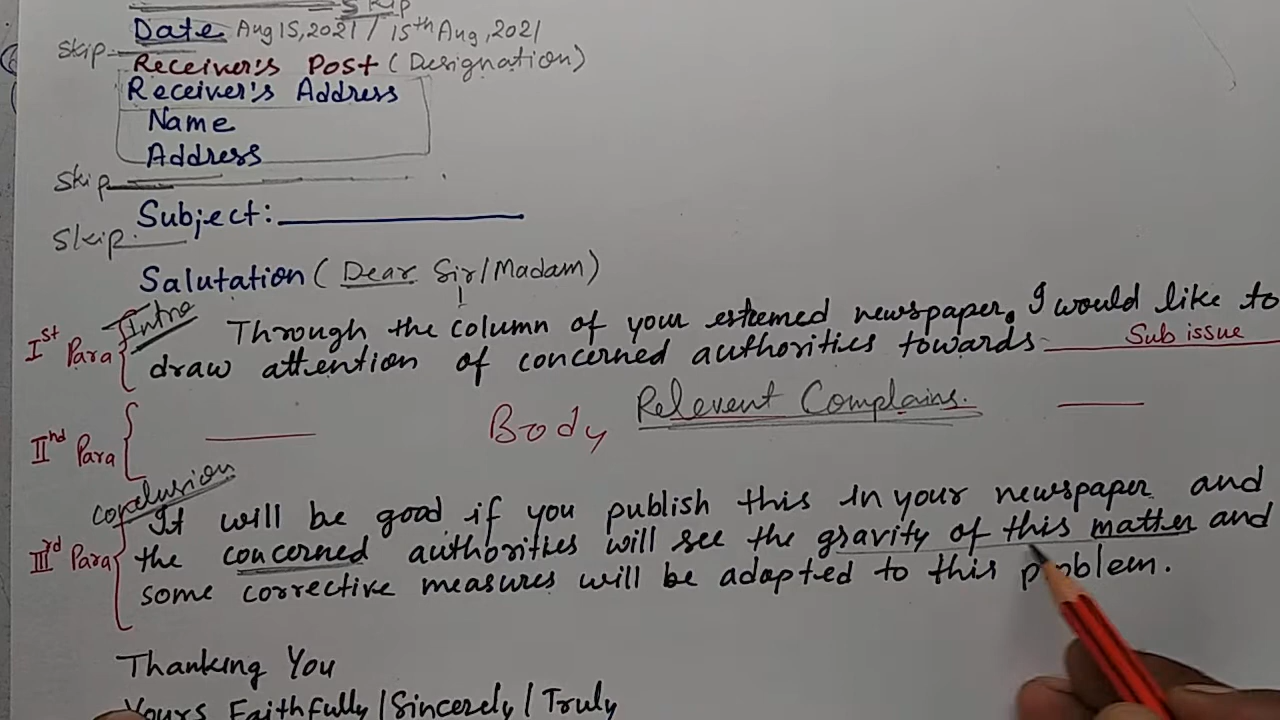 Skip
Date Aug 15, 2021 / 15th Aug, 2021
Skip
Receiver's Post (Designation)
Receiver's Address
Name
Address
Skip
Subject:
Skip
Salutation (Dear Sir/Madam)
Intro
Ist Para
Through the column of your esteemed newspaper, I would like to
draw attention of concerned authorities towards Sub issue
IInd Para
Body Relevent Complains.
Conclusion
IIIrd Para
It will be good if you publish this in your newspaper and
the concerned authorities will see the gravity of this matter and
some corrective measures will be adapted to this problem.
Thanking You
Yours Faithfully / Sincerely / Truly